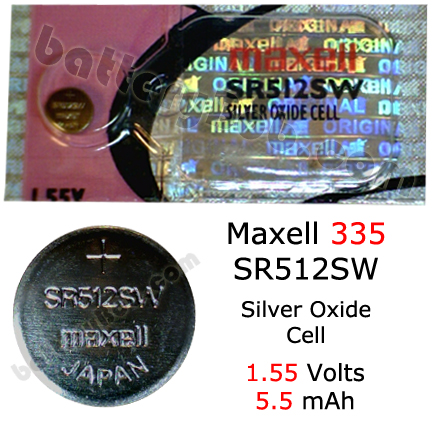 maxell
SR512SW
SILVER OXIDE CELL
maxell
ORIGINAL
1.55V
+
SR512SW
maxell
JAPAN
Maxell 335
SR512SW
Silver Oxide
Cell
1.55 Volts
5.5 mAh